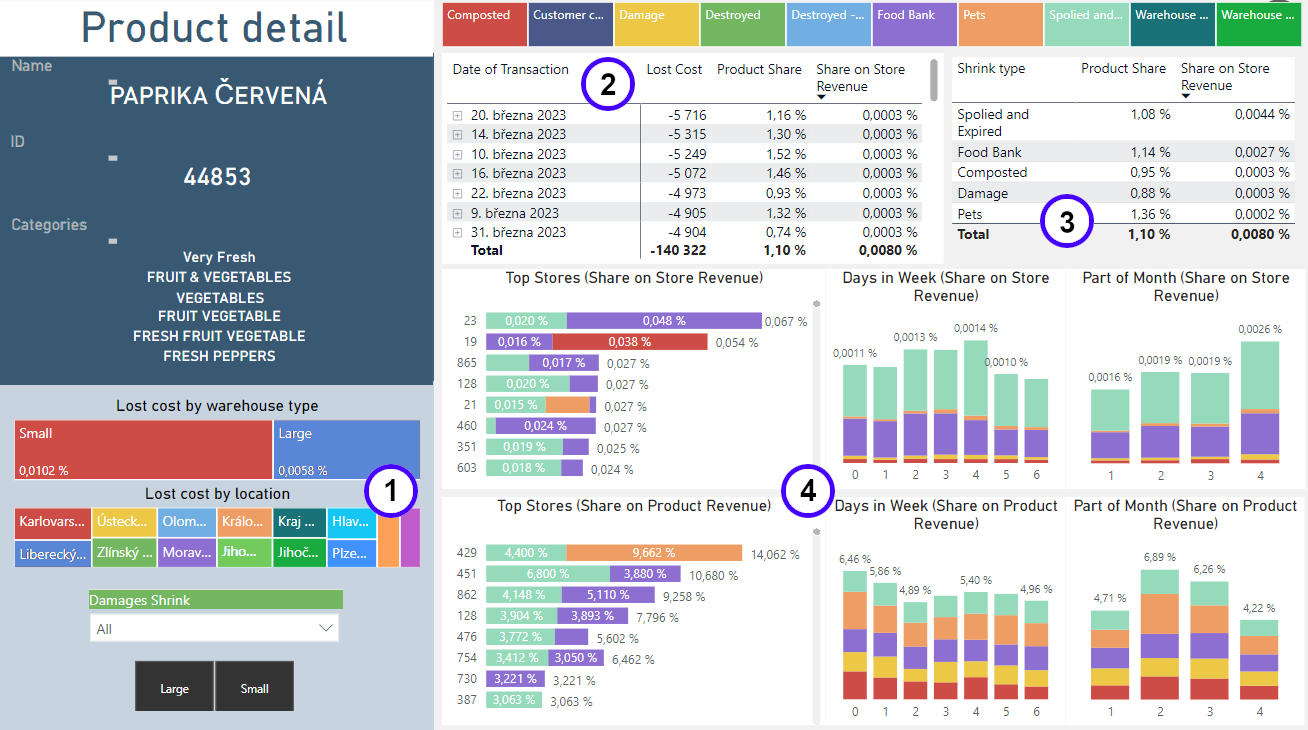 Product detail
Name
PAPRIKA ČERVENÁ
ID
44853
Categories
Very Fresh
FRUIT & VEGETABLES
VEGETABLES
FRUIT VEGETABLE
FRESH FRUIT VEGETABLE
FRESH PEPPERS
Lost cost by warehouse type
Small
Large
0,0102 %
0,0058 %
1
Lost cost by location
Karlovars...
Ústeck...
Olom...
Králo...
Kraj ...
Hlav...
Liberecký...
Zlínský ...
Morav...
Jiho...
Jihoč...
Plze...
Damages Shrink
All
Large
Small
Composted
Customer c...
Damage
Destroyed
Destroyed -...
Food Bank
Pets
Spolied and...
Warehouse ...
Warehouse ...
Date of Transaction
2
Lost Cost
Product Share
Share on Store Revenue
20. března 2023 -5 716 1,16 % 0,0003 %
14. března 2023 -5 315 1,30 % 0,0003 %
10. března 2023 -5 249 1,52 % 0,0003 %
16. března 2023 -5 072 1,46 % 0,0003 %
22. března 2023 -4 973 0,93 % 0,0003 %
9. března 2023 -4 905 1,32 % 0,0003 %
31. března 2023 -4 904 0,74 % 0,0003 %
Total -140 322 1,10 % 0,0080 %
Shrink type
Product Share
Share on Store Revenue
Spolied and Expired 1,08 % 0,0044 %
Food Bank 1,14 % 0,0027 %
Composted 0,95 % 0,0003 %
Damage 0,88 % 0,0003 %
Pets 1,36 % 0,0002 %
Total 1,10 % 0,0080 %
3
Top Stores (Share on Store Revenue)
23 0,020 % 0,048 % 0,067 %
19 0,016 % 0,038 % 0,054 %
865 0,017 % 0,027 %
128 0,020 % 0,027 %
21 0,015 % 0,027 %
460 0,024 % 0,027 %
351 0,019 % 0,025 %
603 0,018 % 0,024 %
Days in Week (Share on Store
Revenue)
0,0011 %
0,0013 %
0,0014 %
0,0010 %
0 1 2 3 4 5 6
Part of Month (Share on Store
Revenue)
0,0016 %
0,0019 %
0,0019 %
0,0026 %
1 2 3 4
4
Top Stores (Share on Product Revenue)
429 4,400 % 9,662 % 14,062 %
451 6,800 % 3,880 % 10,680 %
862 4,148 % 5,110 % 9,258 %
128 3,904 % 3,893 % 7,796 %
476 3,772 % 5,602 %
754 3,412 % 3,050 % 6,462 %
730 3,221 % 3,221 %
387 3,063 % 3,063 %
Days in Week (Share on Product
Revenue)
6,46 %
5,86 %
4,89 %
5,40 %
4,96 %
0 1 2 3 4 5 6
Part of Month (Share on Product
Revenue)
4,71 %
6,89 %
6,26 %
4,22 %
1 2 3 4